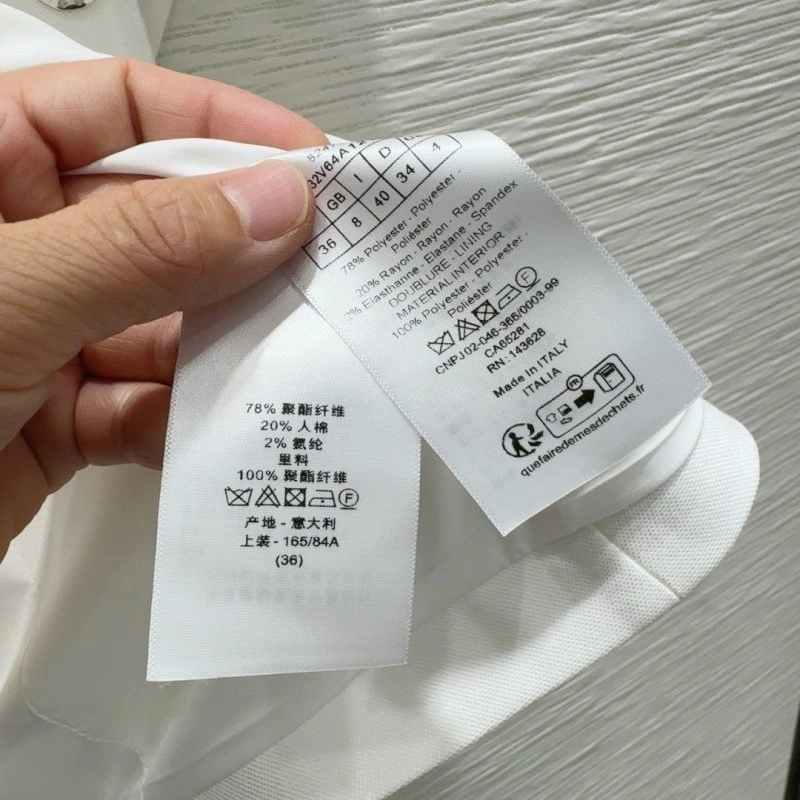 32V64A12
GB I D
36 8 40 34 4
78% Polyester - Polyester -
Poliéster
20% Rayon - Rayon - Rayon
2% Elasthanne - Elastane - Spandex
DOUBLURE - LINING
MATERIAL INTERIOR
100% Polyester - Polyester -
Poliéster
CNPJ02-046-366/0003-99
CA65281
RN: 143628
Made in ITALY
ITALIA
FR
quefairedemesdechets.fr
78% 聚酯纤维
20% 人棉
2% 氨纶
里料
100% 聚酯纤维
F
产地 - 意大利
上装 - 165/84A
(36)